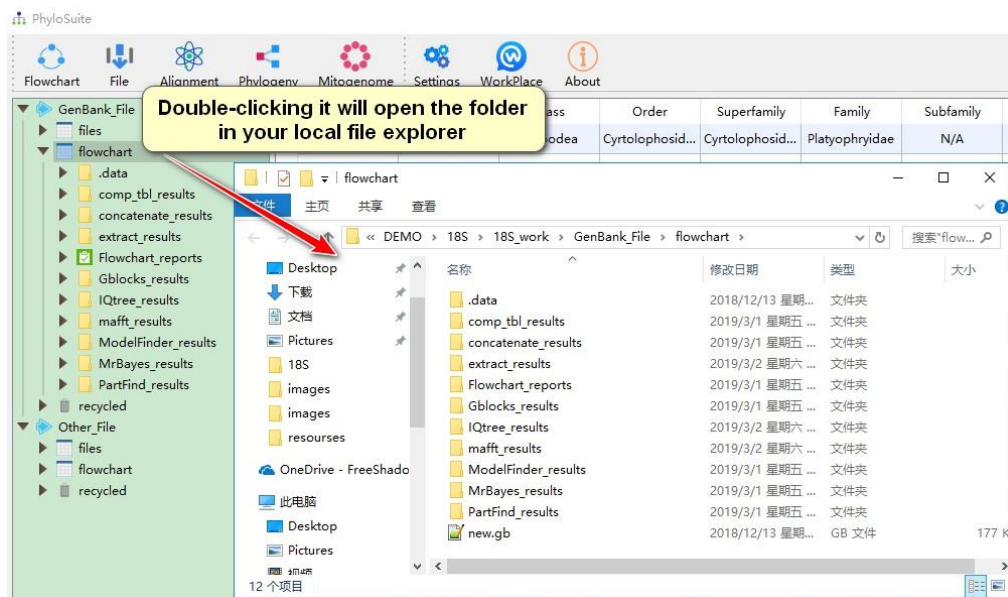 PhyloSuite
Flowchart File Alignment Phylogeny Mitogenome Settings WorkPlace About
Double-clicking it will open the folder
in your local file explorer
ass Order Superfamily Family Subfamily
odea Cyrtolophosid... Cyrtolophosid... Platyophryidae N/A
GenBank_File
files
flowchart
.data
comp_tbl_results
concatenate_results
extract_results
Flowchart_reports
Gblocks_results
IQtree_results
mafft_results
ModelFinder_results
MrBayes_results
PartFind_results
recycled
Other_File
files
flowchart
recycled
flowchart
文件 主页 共享 查看
« DEMO › 18S › 18S_work › GenBank_File › flowchart ›
搜索"flow...
Desktop
下载
文档
Pictures
18S
images
images
resourses
OneDrive - FreeShado
此电脑
Desktop
Pictures
视频
名称 修改日期 类型 大小
.data 2018/12/13 星期... 文件夹
comp_tbl_results 2019/3/1 星期五 ... 文件夹
concatenate_results 2019/3/1 星期五 ... 文件夹
extract_results 2019/3/2 星期六 ... 文件夹
Flowchart_reports 2019/3/1 星期五 ... 文件夹
Gblocks_results 2019/3/1 星期五 ... 文件夹
IQtree_results 2019/3/2 星期六 ... 文件夹
mafft_results 2019/3/2 星期六 ... 文件夹
ModelFinder_results 2019/3/1 星期五 ... 文件夹
MrBayes_results 2019/3/1 星期五 ... 文件夹
PartFind_results 2019/3/1 星期五 ... 文件夹
new.gb 2018/12/13 星期... GB 文件 177 K
12 个项目